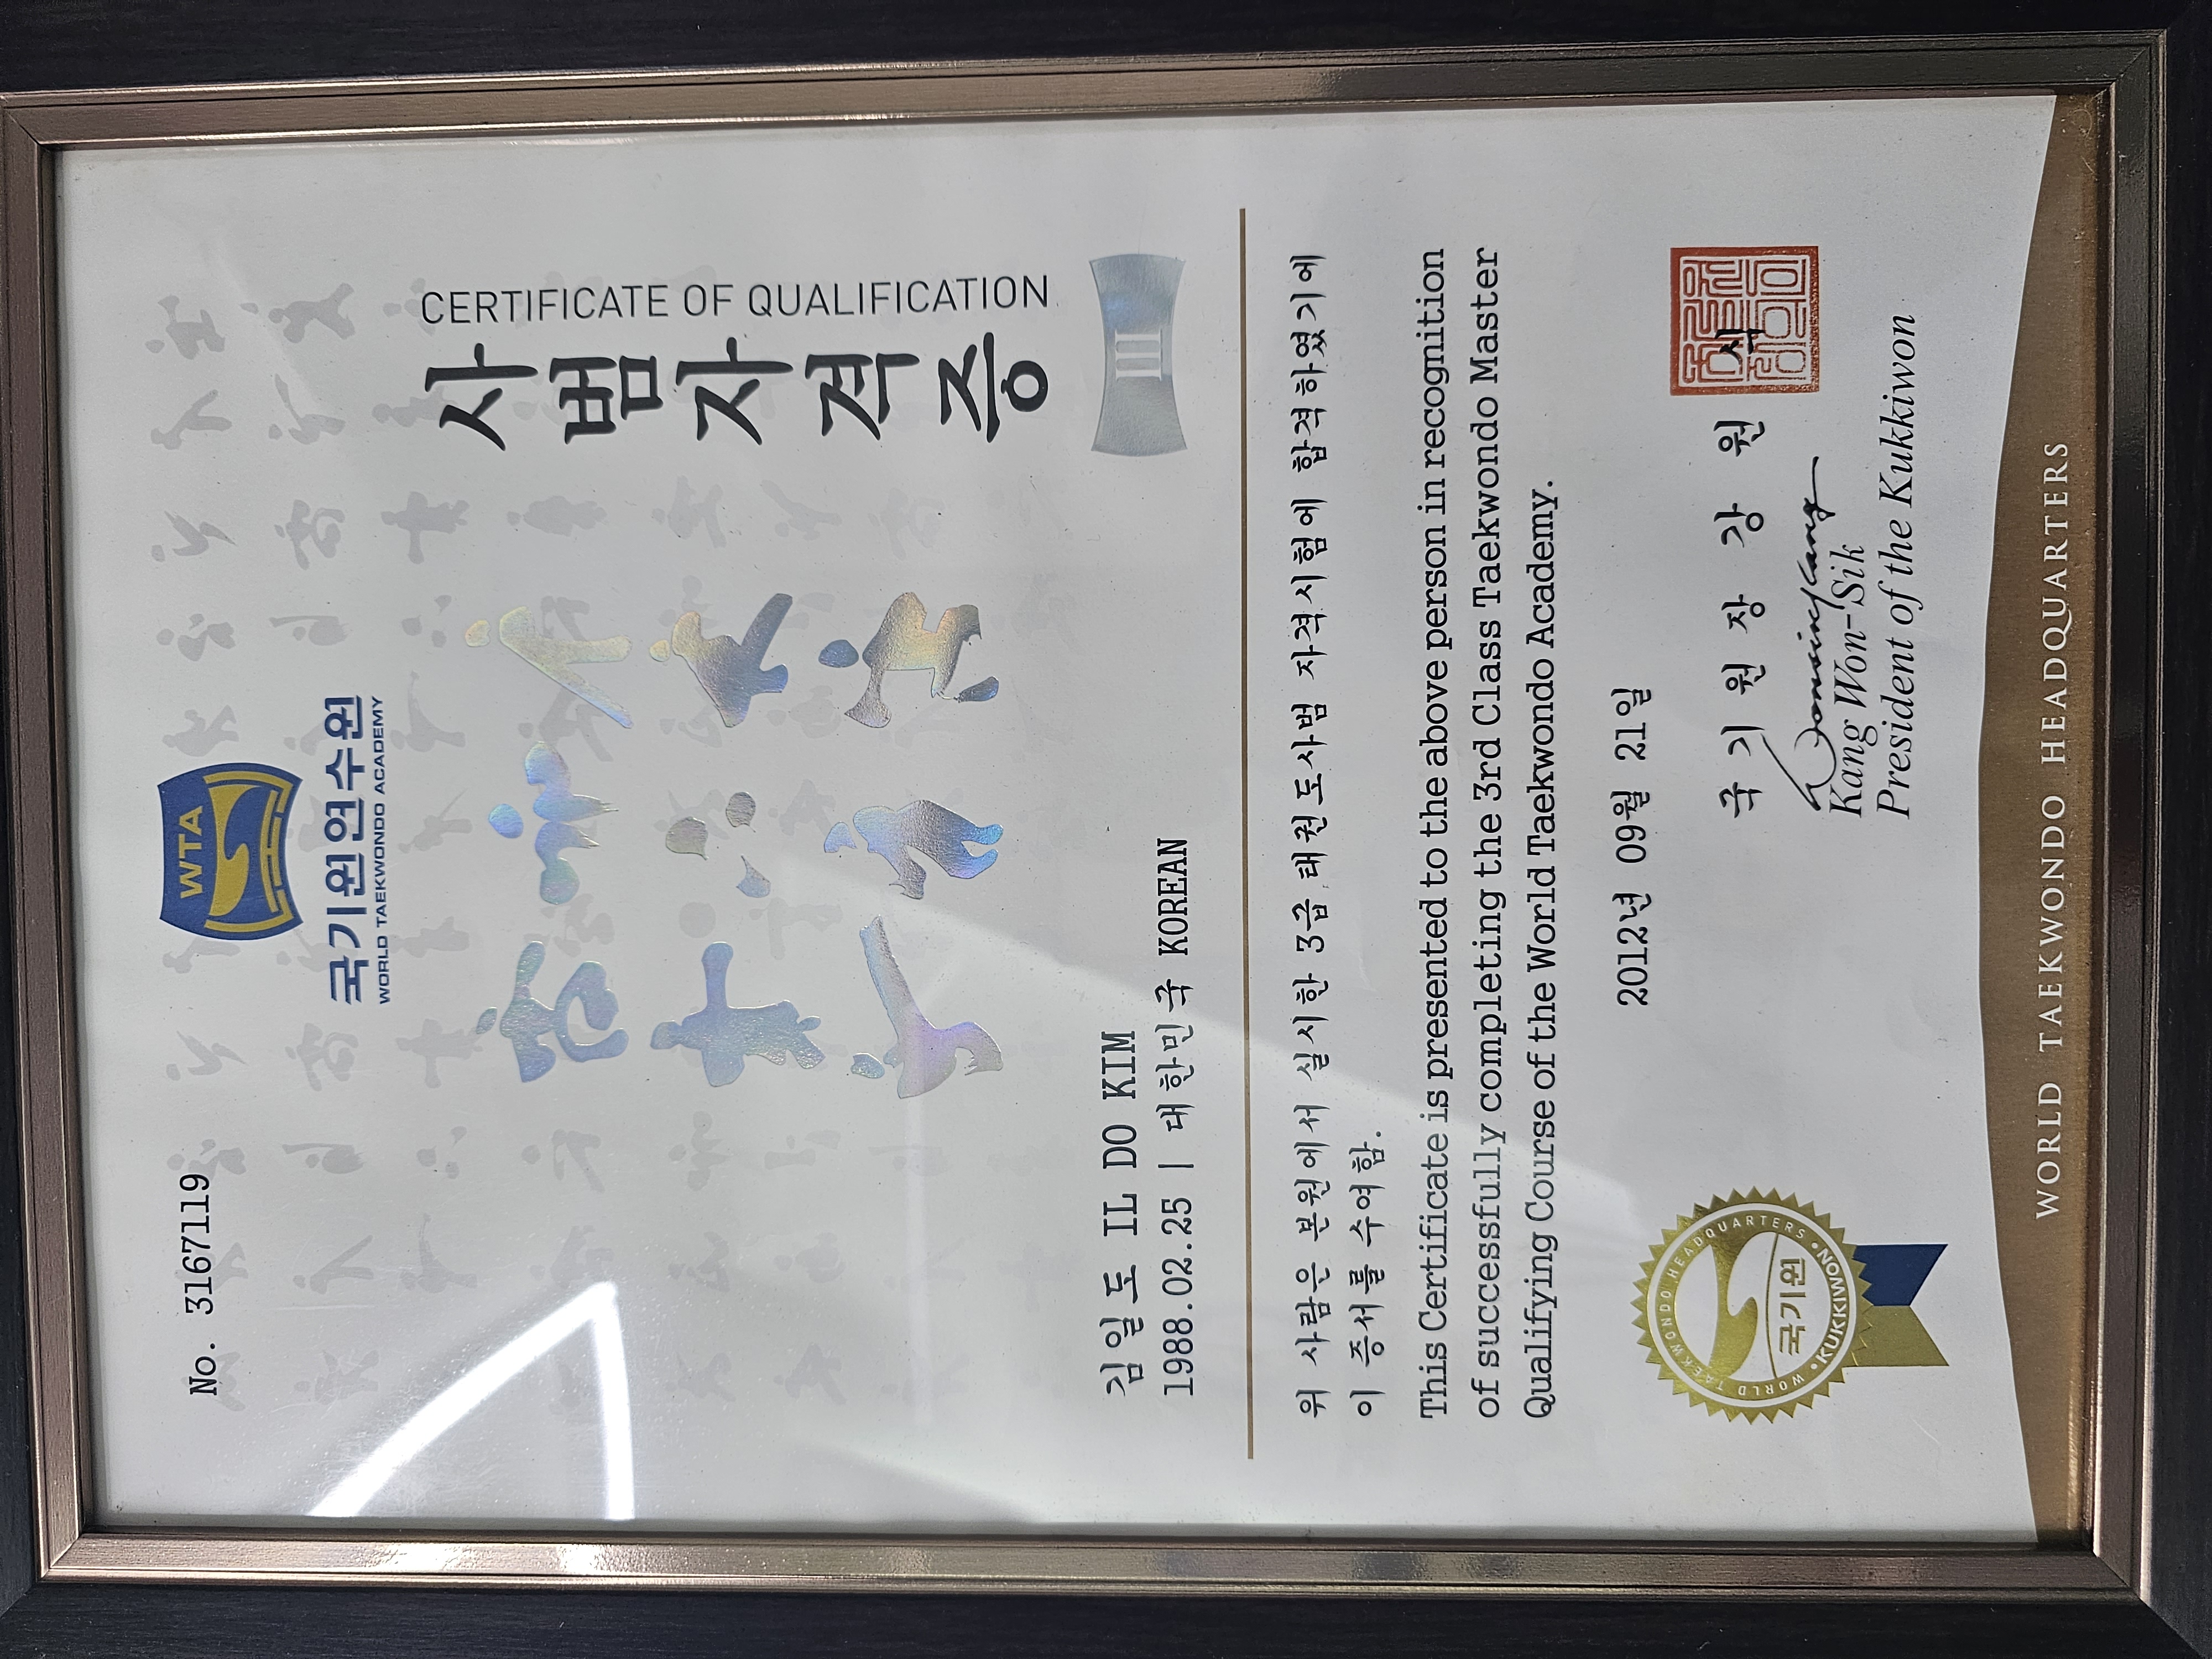 No. 3167119
WTA
국기원연수원
WORLD TAEKWONDO ACADEMY
CERTIFICATE OF QUALIFICATION
사범자격증
III
김일도 IL DO KIM
1988.02.25 | 대한민국 KOREAN
위 사람은 본원에서 실시한 3급 태권도사범 자격시험에 합격하였기에
이 증서를 수여함.
This Certificate is presented to the above person in recognition
of successfully completing the 3rd Class Taekwondo Master
Qualifying Course of the World Taekwondo Academy.
2012년 09월 21일
국기원장 강원식
Kang Won-Sik
President of the Kukkiwon
WORLD TAEKWONDO HEADQUARTERS • KUKKIWON •
국기원
WORLD TAEKWONDO HEADQUARTERS